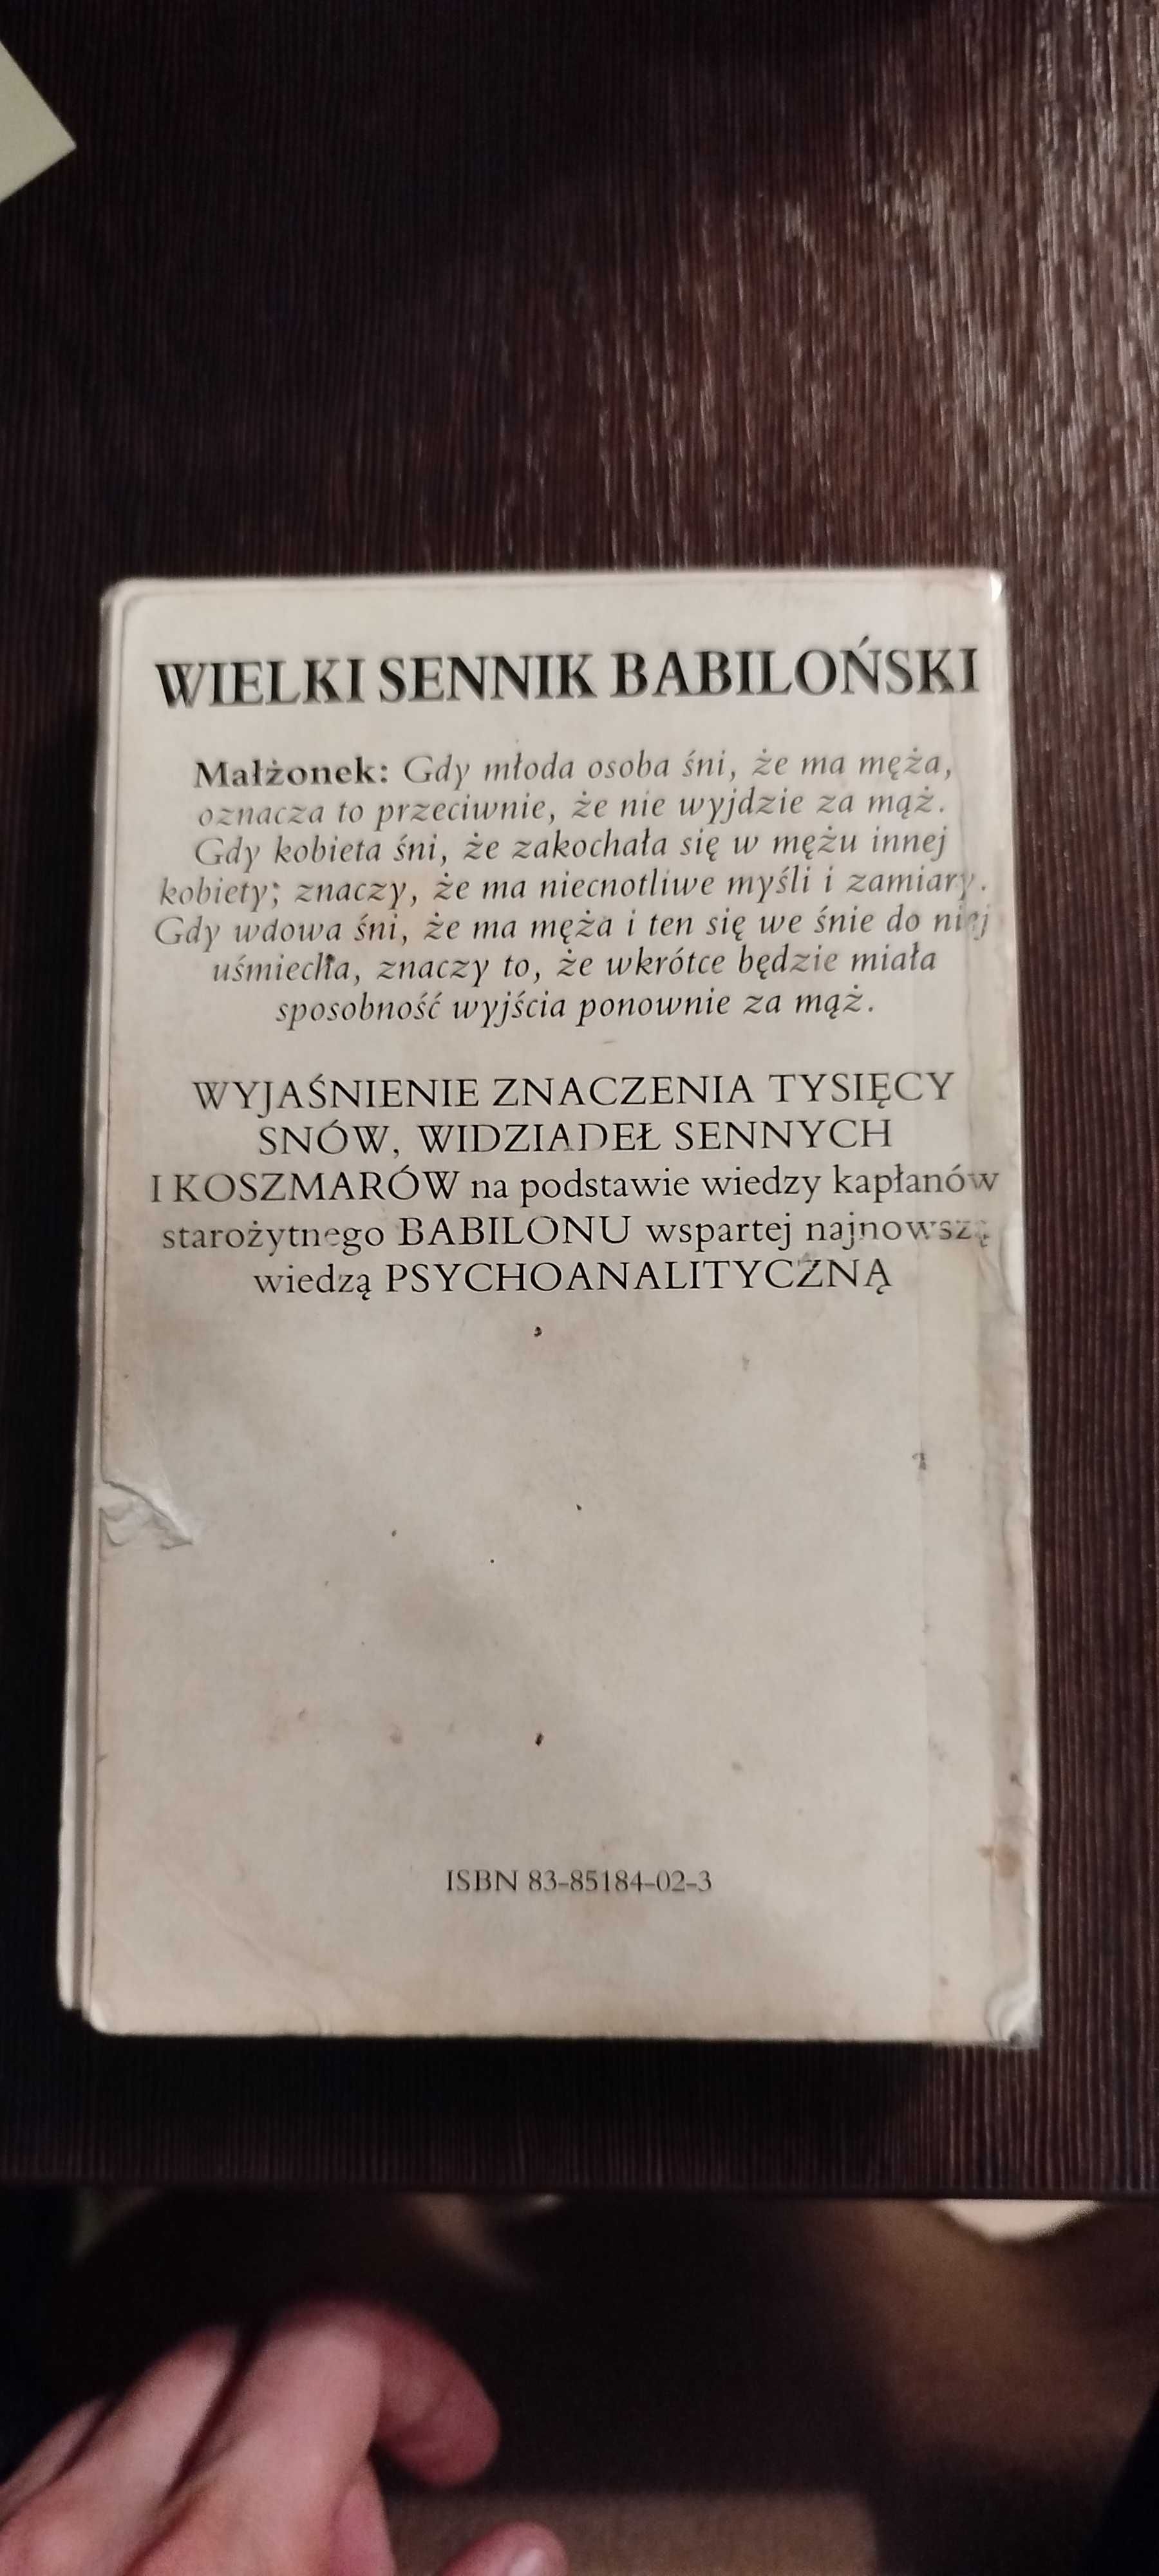 WIELKI SENNIK BABILOŃSKI
Małżonek: Gdy młoda osoba śni, że ma męża,
oznacza to przeciwnie, że nie wyjdzie za mąż.
Gdy kobieta śni, że zakochała się w mężu innej
kobiety; znaczy, że ma niecnotliwe myśli i zamiary.
Gdy wdowa śni, że ma męża i ten się we śnie do niej
uśmiecha, znaczy to, że wkrótce będzie miała
sposobność wyjścia ponownie za mąż.
WYJAŚNIENIE ZNACZENIA TYSIĘCY
SNÓW, WIDZIADEŁ SENNYCH
I KOSZMARÓW na podstawie wiedzy kapłanów
starożytnego BABILONU wspartej najnowszą
wiedzą PSYCHOANALITYCZNĄ
ISBN 83-85184-02-3